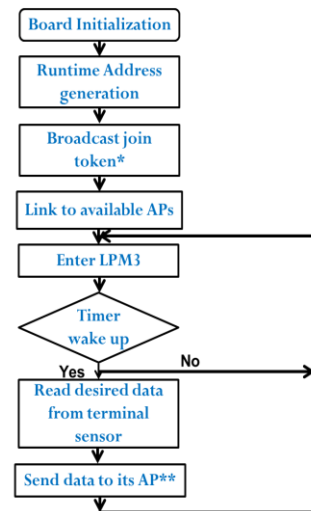 Board Initialization
Runtime Address
generation
Broadcast join
token*
Link to available APs
Enter LPM3
Timer
wake up
Yes
No
Read desired data
from terminal
sensor
Send data to its AP**